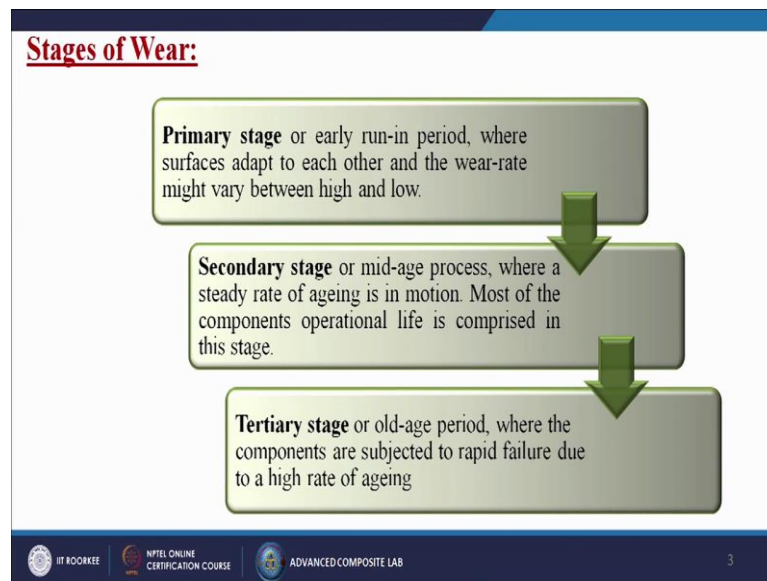 Stages of Wear:
Primary stage or early run-in period, where
surfaces adapt to each other and the wear-rate
might vary between high and low.
Secondary stage or mid-age process, where a
steady rate of ageing is in motion. Most of the
components operational life is comprised in
this stage.
Tertiary stage or old-age period, where the
components are subjected to rapid failure due
to a high rate of ageing
IIT ROORKEE
NPTEL ONLINE
CERTIFICATION COURSE
ADVANCED COMPOSITE LAB
3